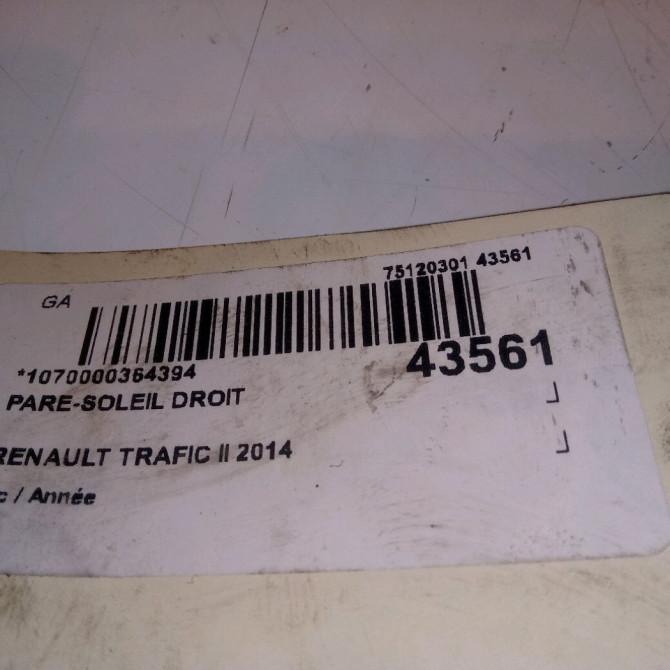 75120301 43561
GA
*1070000364394
43561
PARE-SOLEIL DROIT
RENAULT TRAFIC II 2014
/ Année